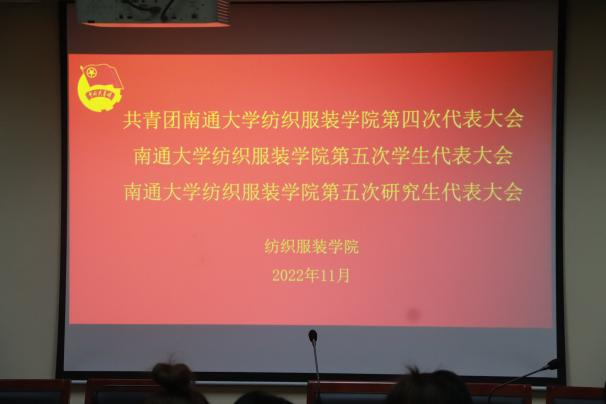 共青团南通大学纺织服装学院第四次代表大会
南通大学纺织服装学院第五次学生代表大会
南通大学纺织服装学院第五次研究生代表大会
纺织服装学院
2022年11月